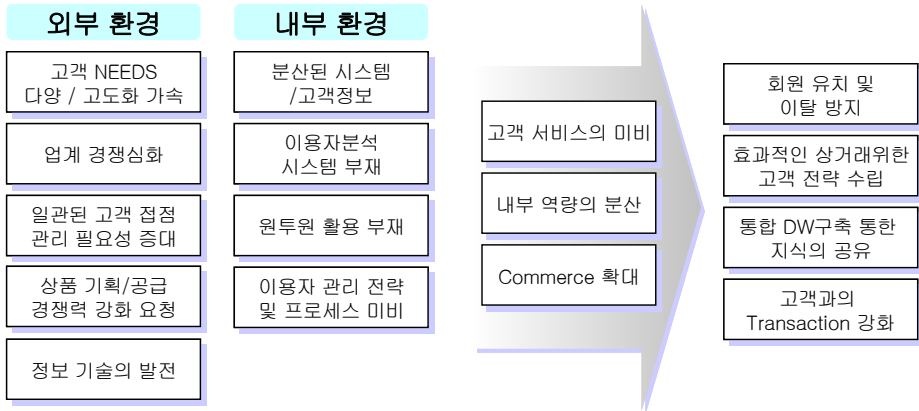 외부 환경
고객 NEEDS
다양 / 고도화 가속
업계 경쟁심화
일관된 고객 접점
관리 필요성 증대
상품 기획/공급
경쟁력 강화 요청
정보 기술의 발전
내부 환경
분산된 시스템
/고객정보
이용자분석
시스템 부재
원투원 활용 부재
이용자 관리 전략
및 프로세스 미비
고객 서비스의 미비
내부 역량의 분산
Commerce 확대
회원 유치 및
이탈 방지
효과적인 상거래위한
고객 전략 수립
통합 DW구축 통한
지식의 공유
고객과의
Transaction 강화